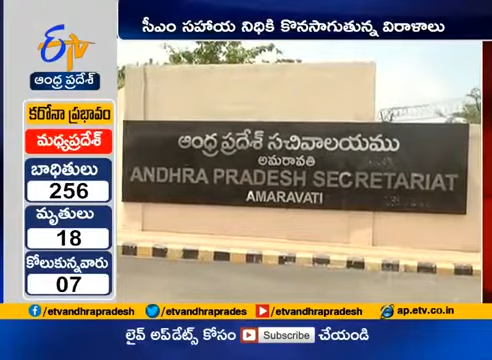 సీఎం సహాయ నిధికి కొనసాగుతున్న విరాళాలు
ETV
ఆంధ్ర ప్రదేశ్
కరోనా ప్రభావం
మధ్యప్రదేశ్
బాధితులు
256
మృతులు
18
కోలుకున్నవారు
07
ఆంధ్ర ప్రదేశ్ సచివాలయము
అమరావతి
ANDHRA PRADESH SECRETARIAT
AMARAVATI
/etvandhrapradesh /etvandhraprades /etvandhrapradesh ap.etv.co.in
లైవ్ అప్‌డేట్స్ కోసం Subscribe చేయండి